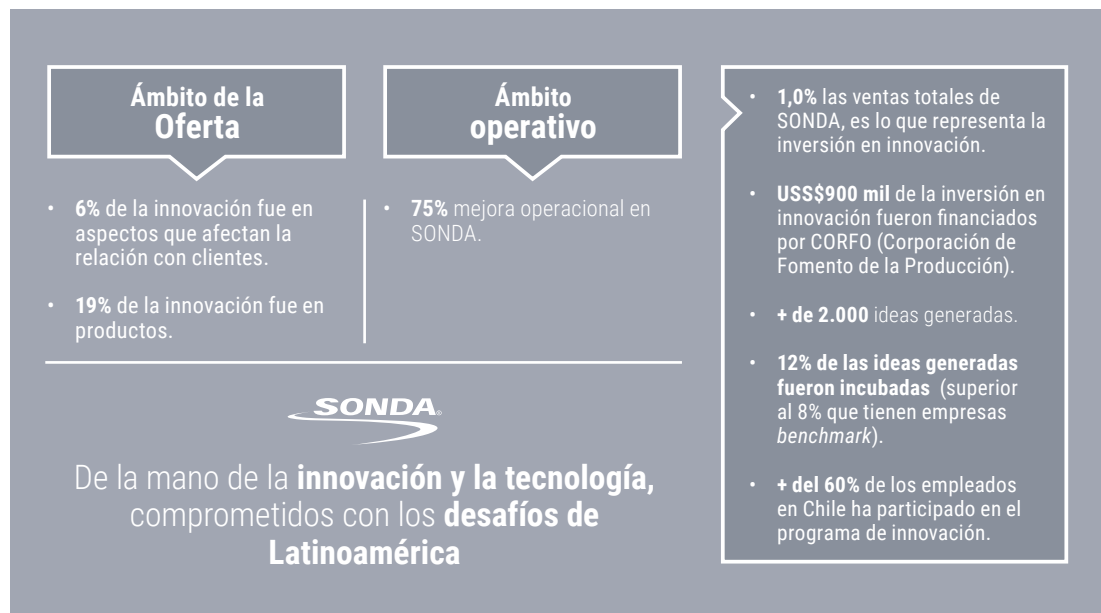 Ámbito de la
Oferta
• 6% de la innovación fue en
aspectos que afectan la
relación con clientes.
• 19% de la innovación fue en
productos.
Ámbito
operativo
• 75% mejora operacional en
SONDA.
SONDA®
De la mano de la innovación y la tecnología,
comprometidos con los desafíos de
Latinoamérica
• 1,0% las ventas totales de
SONDA, es lo que representa la
inversión en innovación.
• USS$900 mil de la inversión en
innovación fueron financiados
por CORFO (Corporación de
Fomento de la Producción).
• + de 2.000 ideas generadas.
• 12% de las ideas generadas
fueron incubadas (superior
al 8% que tienen empresas
benchmark).
• + del 60% de los empleados
en Chile ha participado en el
programa de innovación.